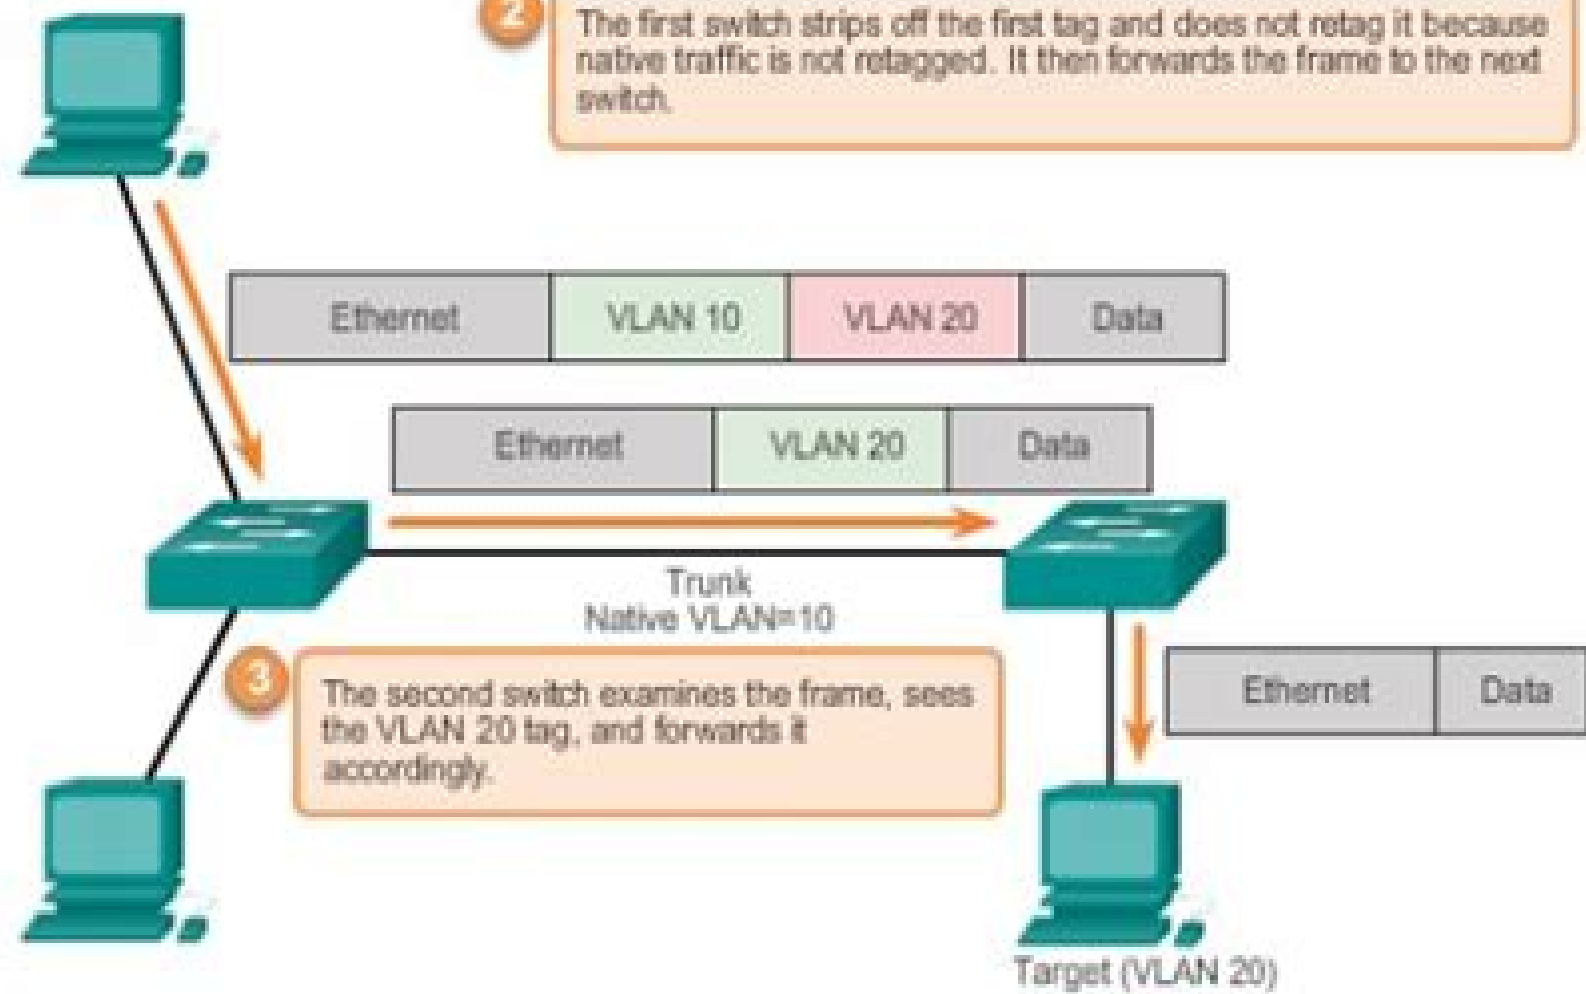 2
The first switch strips off the first tag and does not retag it because
native traffic is not retagged. It then forwards the frame to the next
switch.
Ethernet VLAN 10 VLAN 20 Data
Ethernet VLAN 20 Data
Trunk
Native VLAN=10
3
The second switch examines the frame, sees
the VLAN 20 tag, and forwards it
accordingly.
Ethernet Data
Target (VLAN 20)